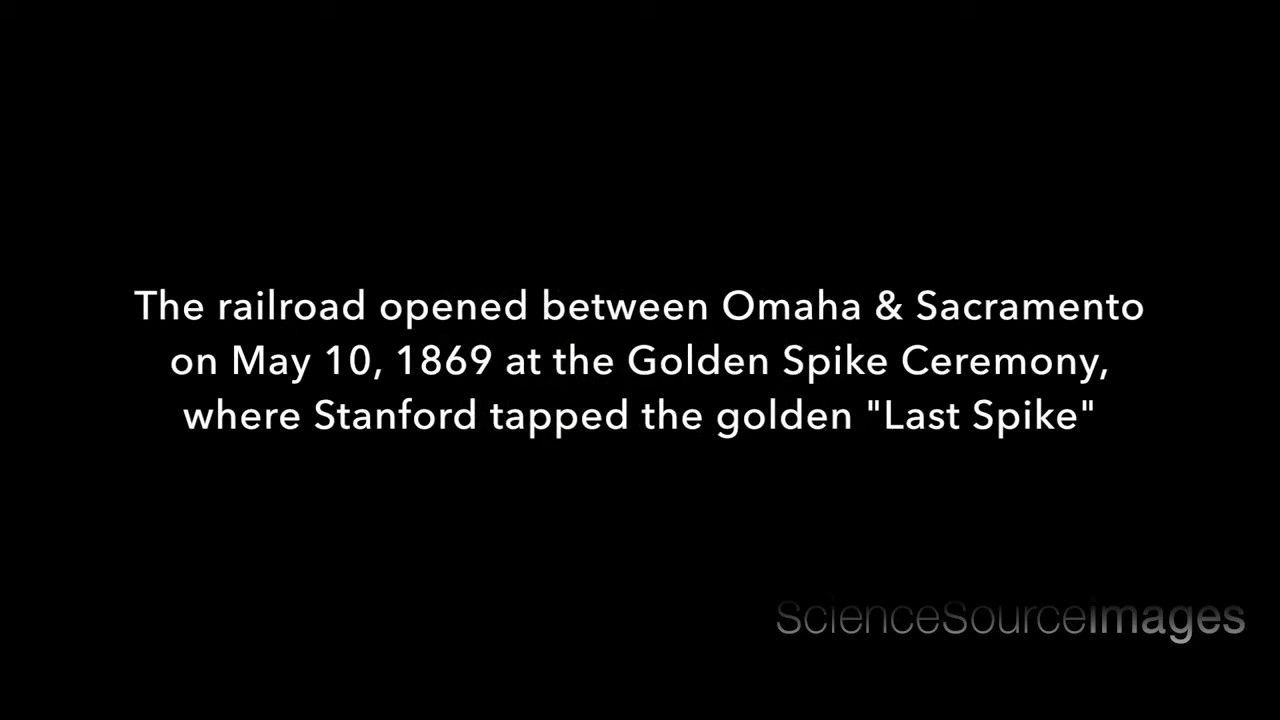 The railroad opened between Omaha & Sacramento
on May 10, 1869 at the Golden Spike Ceremony,
where Stanford tapped the golden "Last Spike"
ScienceSourceimages